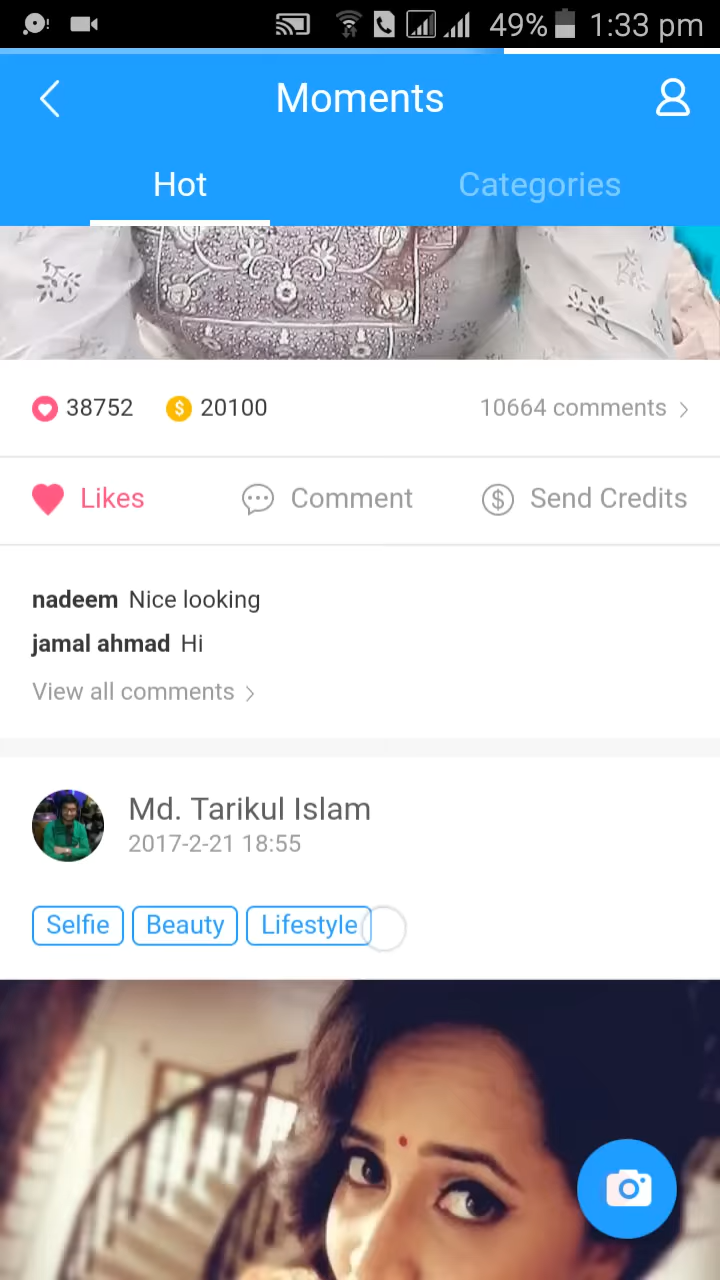 49% 1:33 pm
Moments
Hot Categories
38752 20100 10664 comments
Likes Comment Send Credits
nadeem Nice looking
jamal ahmad Hi
View all comments
Md. Tarikul Islam
2017-2-21 18:55
Selfie Beauty Lifestyle